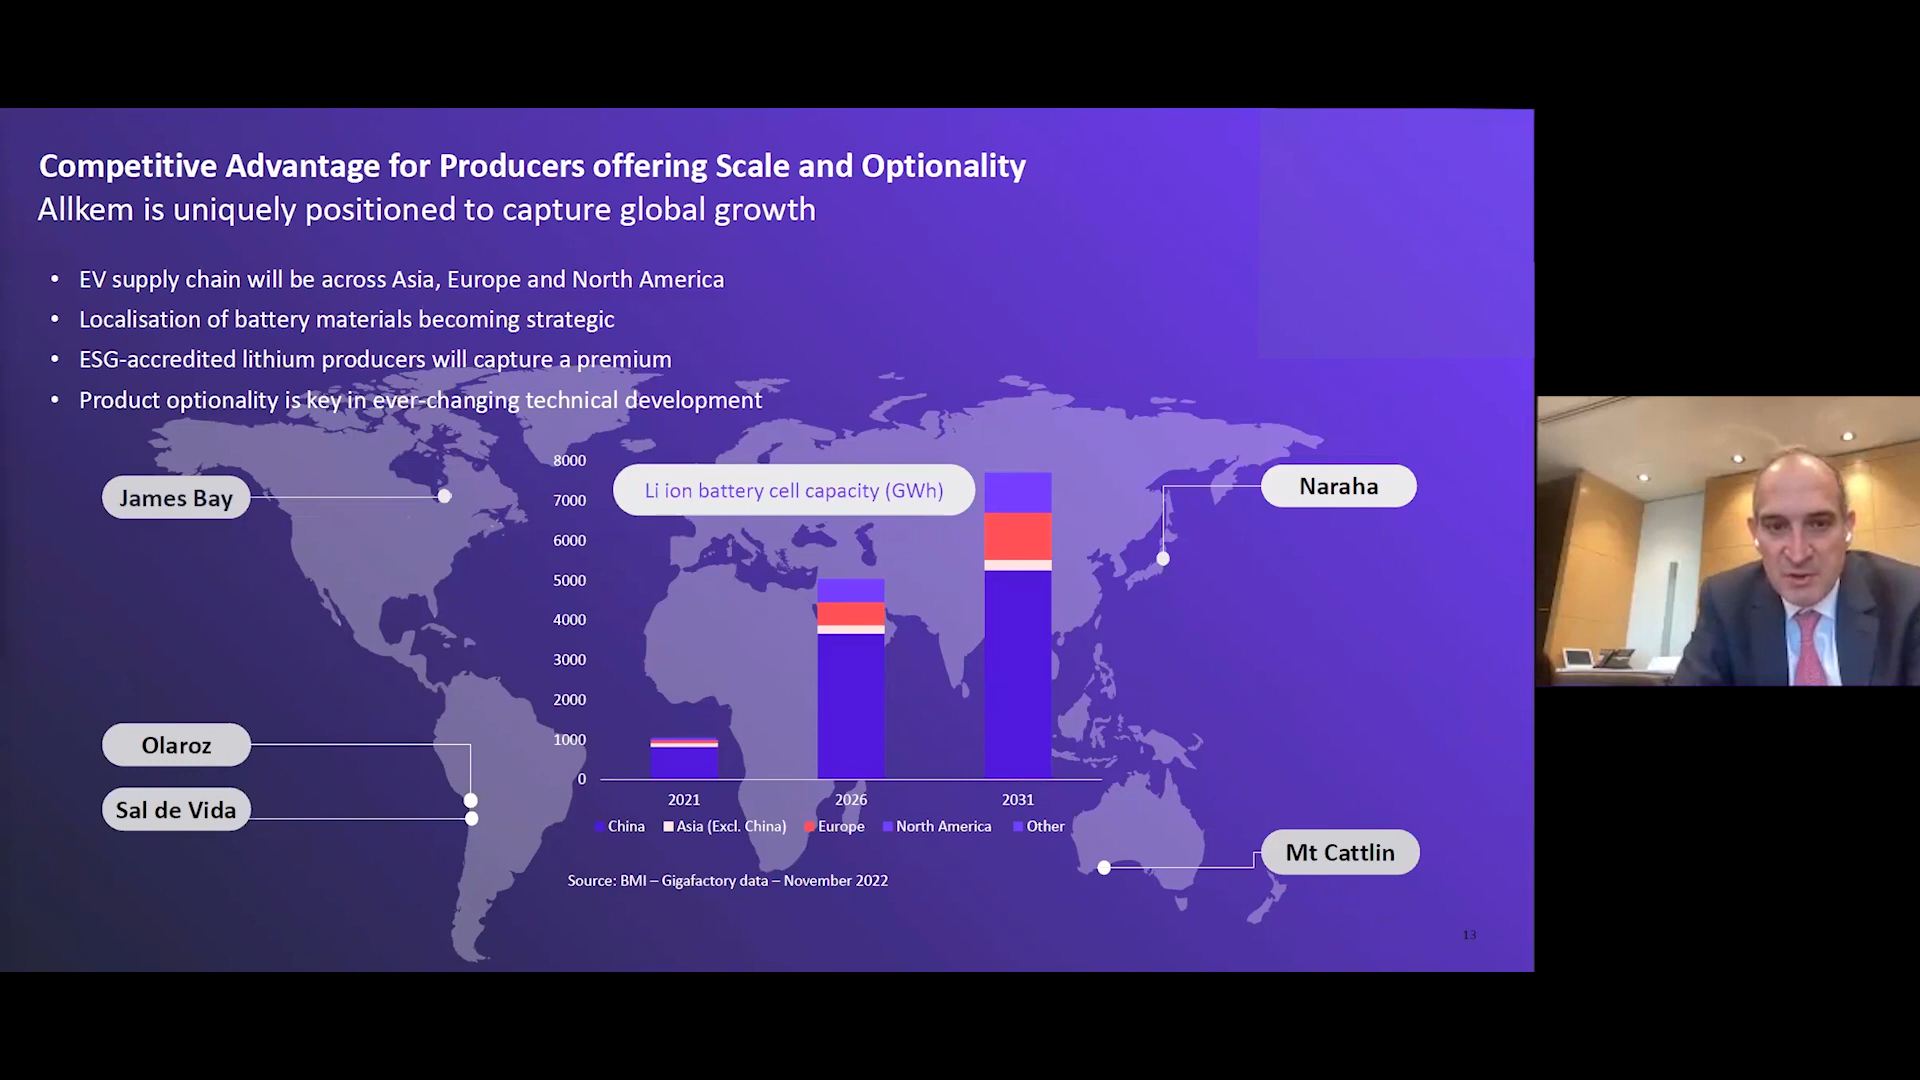 Competitive Advantage for Producers offering Scale and Optionality
Allkem is uniquely positioned to capture global growth
• EV supply chain will be across Asia, Europe and North America
• Localisation of battery materials becoming strategic
• ESG-accredited lithium producers will capture a premium
• Product optionality is key in ever-changing technical development
James Bay
Olaroz
Sal de Vida
Li ion battery cell capacity (GWh)
8000
7000
6000
5000
4000
3000
2000
1000
0
2021 2026 2031
China Asia (Excl. China) Europe North America Other
Source: BMI – Gigafactory data – November 2022
Naraha
Mt Cattlin
13